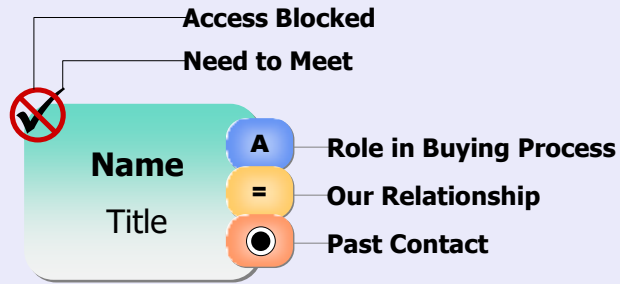 Access Blocked
Need to Meet
A
Role in Buying Process
Name
=
Our Relationship
Title
Past Contact